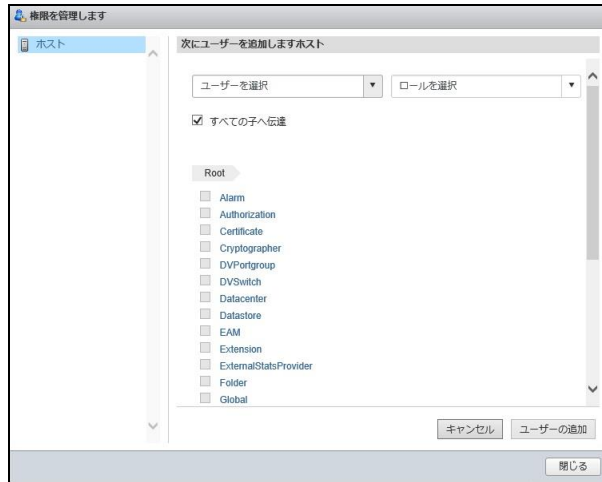 権限を管理します
ホスト
次にユーザーを追加しますホスト
ユーザーを選択 ロールを選択
すべての子へ伝達
Root
Alarm
Authorization
Certificate
Cryptographer
DVPortgroup
DVSwitch
Datacenter
Datastore
EAM
Extension
ExternalStatsProvider
Folder
Global
キャンセル ユーザーの追加
閉じる